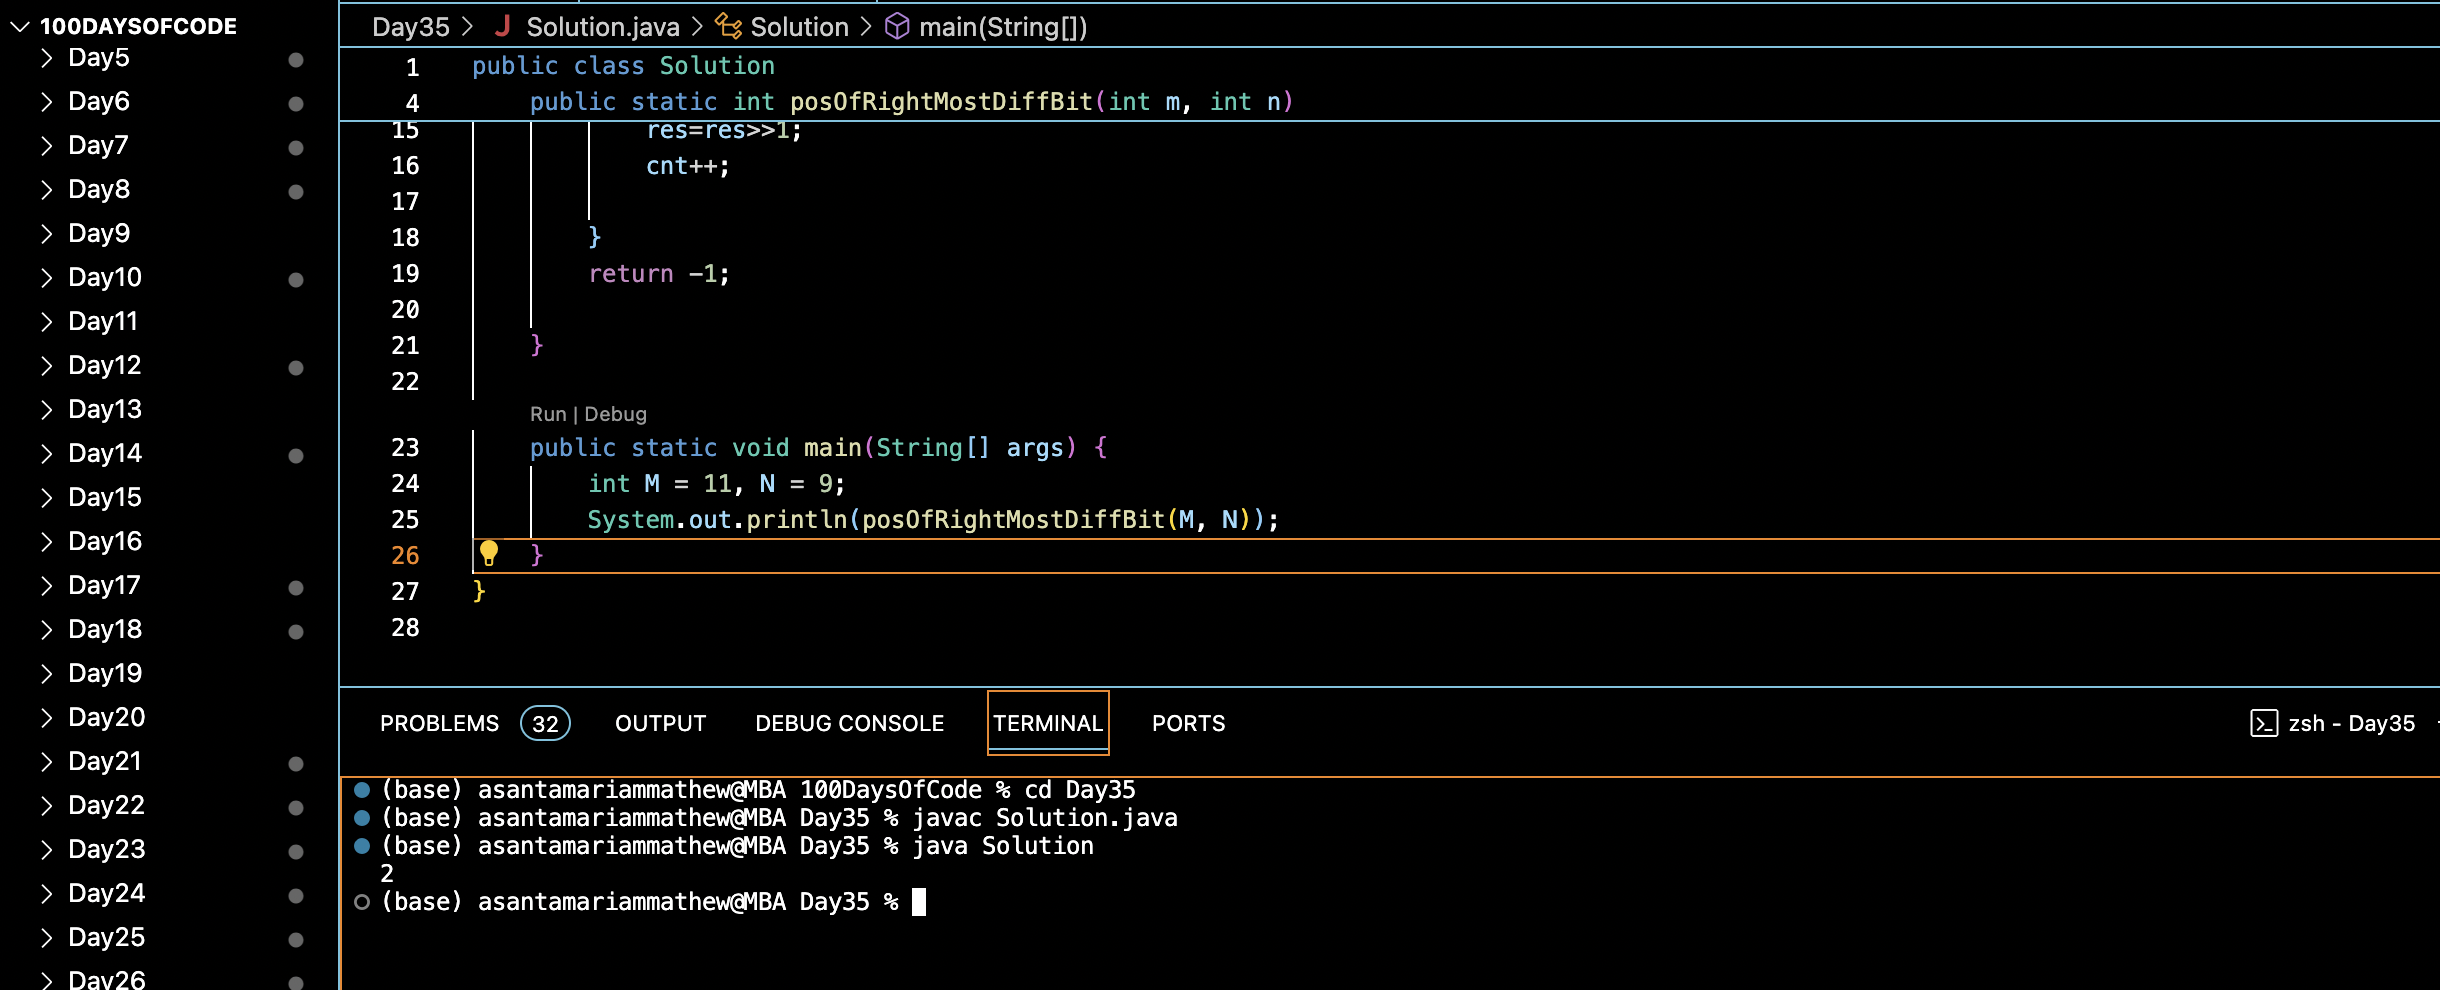 100DAYSOFCODE
Day5
Day6
Day7
Day8
Day9
Day10
Day11
Day12
Day13
Day14
Day15
Day16
Day17
Day18
Day19
Day20
Day21
Day22
Day23
Day24
Day25
Day26
Day35 > J Solution.java > Solution > main(String[])
1 public class Solution
4 public static int posOfRightMostDiffBit(int m, int n)
15 res=res>>1;
16 cnt++;
17
18 }
19 return -1;
20
21 }
22
Run | Debug
23 public static void main(String[] args) {
24 int M = 11, N = 9;
25 System.out.println(posOfRightMostDiffBit(M, N));
26 }
27 }
28
PROBLEMS 32 OUTPUT DEBUG CONSOLE TERMINAL PORTS zsh - Day35
(base) asantamariammathew@MBA 100DaysOfCode % cd Day35
(base) asantamariammathew@MBA Day35 % javac Solution.java
(base) asantamariammathew@MBA Day35 % java Solution
2
(base) asantamariammathew@MBA Day35 %